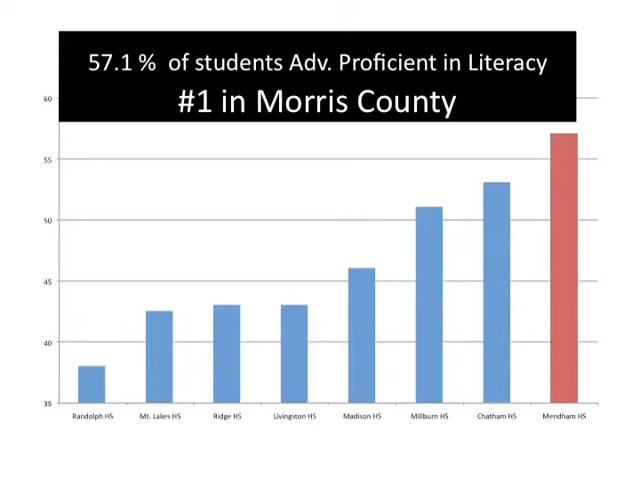 57.1 % of students Adv. Proficient in Literacy
#1 in Morris County
60
55
50
45
40
35
Randolph HS Mt. Lakes HS Ridge HS Livingston HS Madison HS Millburn HS Chatham HS Mendham HS